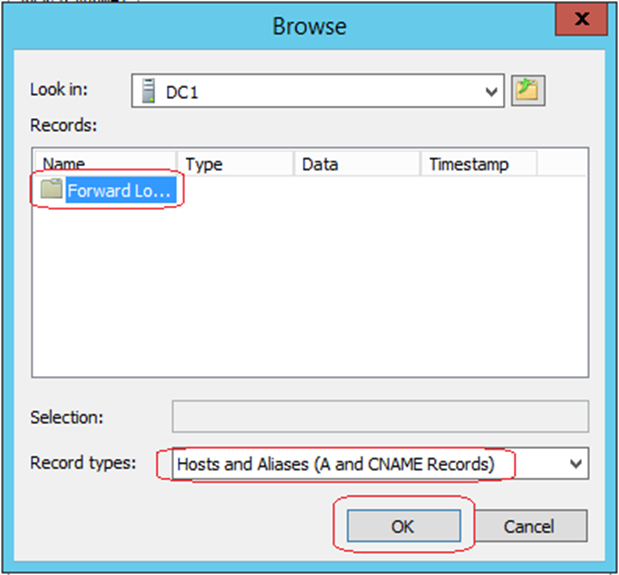 Browse
x
Look in: DC1
Records:
Name Type Data Timestamp
Forward Lo...
Selection:
Record types: Hosts and Aliases (A and CNAME Records)
OK Cancel